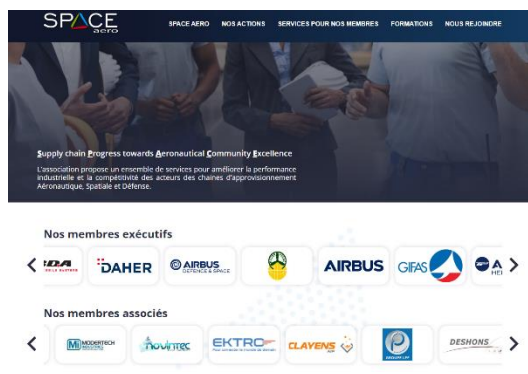 SPACE
aero
SPACE AERO NOS ACTIONS SERVICES POUR NOS MEMBRES FORMATIONS NOUS REJOINDRE
Supply chain Progress towards Aeronautical Community Excellence
L'association propose un ensemble de services pour améliorer la performance
industrielle et la compétitivité des acteurs des chaines d'approvisionnement
Aéronautique, Spatiale et Défense.
Nos membres exécutifs
DAHER
AIRBUS
DEFENCE & SPACE
AIRBUS
GIFAS
Nos membres associés
MODERTECH
Novintec
EKTRO
CLAYENS
DESHONS